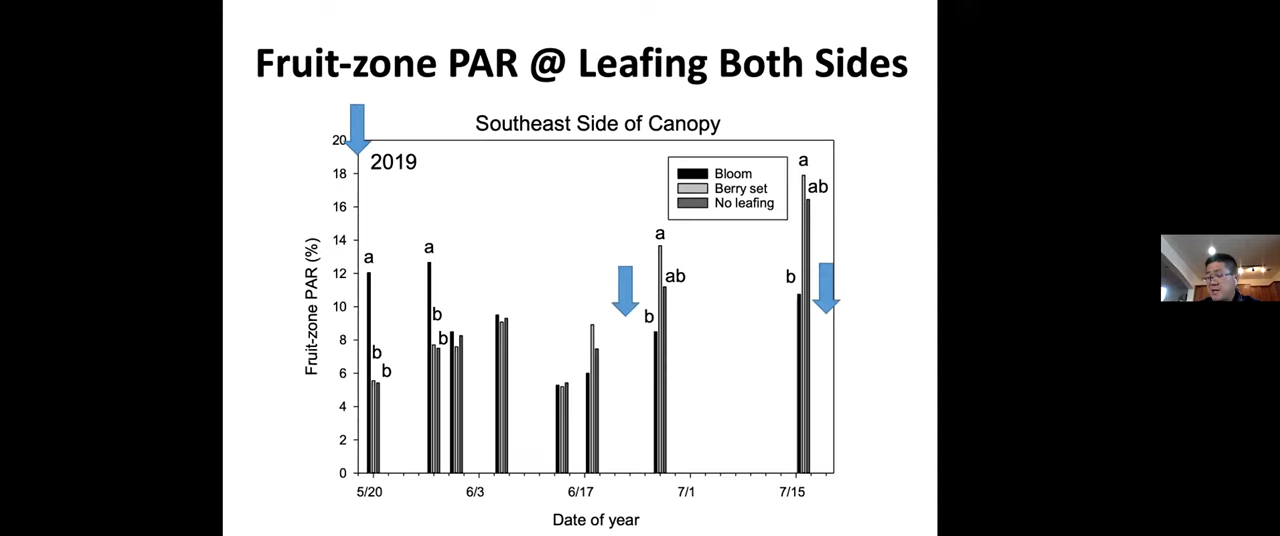 Fruit-zone PAR @ Leafing Both Sides
Southeast Side of Canopy
2019
Bloom
Berry set
No leafing
Fruit-zone PAR (%)
20
18
16
14
12
10
8
6
4
2
0
a
b
b
a
b
b
b
a
ab
b
a
ab
5/20
6/3
6/17
7/1
7/15
Date of year